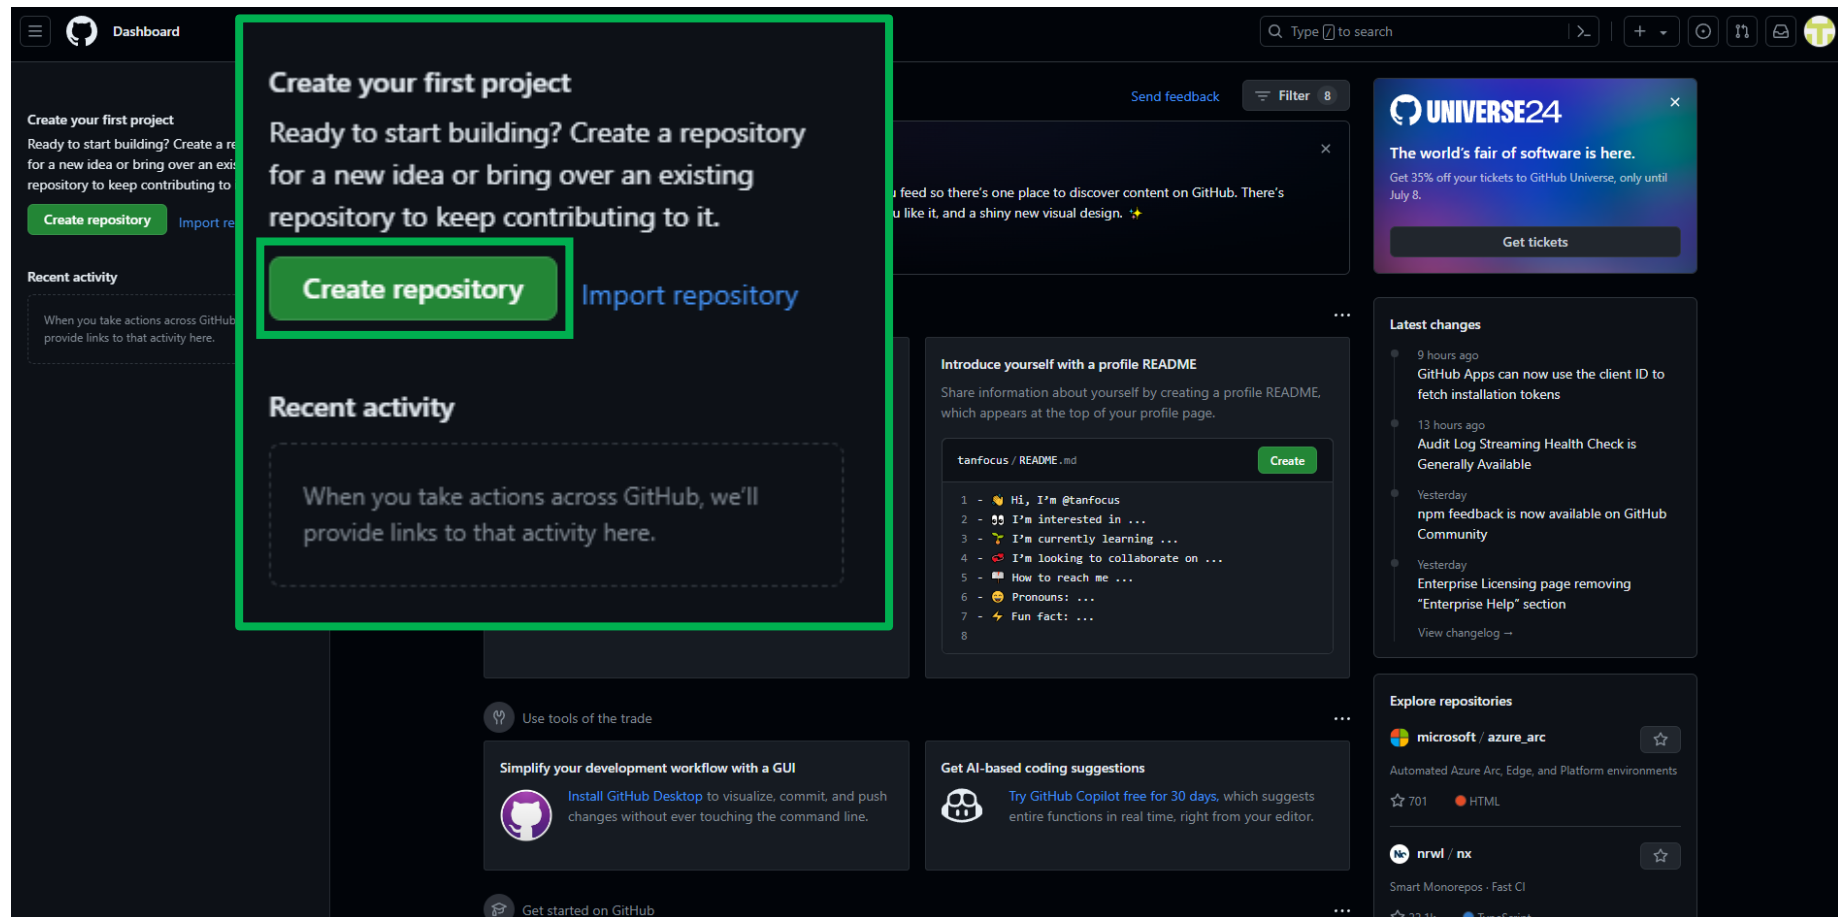 Dashboard
Type / to search
Create your first project
Ready to start building? Create a re
for a new idea or bring over an exis
repository to keep contributing to
Create repository
Import re
Recent activity
When you take actions across GitHub
provide links to that activity here.
Create your first project
Ready to start building? Create a repository
for a new idea or bring over an existing
repository to keep contributing to it.
Create repository
Import repository
Recent activity
When you take actions across GitHub, we'll
provide links to that activity here.
Send feedback
Filter 8
feed so there's one place to discover content on GitHub. There's
u like it, and a shiny new visual design. ✨
Introduce yourself with a profile README
Share information about yourself by creating a profile README,
which appears at the top of your profile page.
tanfocus / README.md
Create
1 - 👋 Hi, I'm @tanfocus
2 - 👀 I'm interested in ...
3 - 🌱 I'm currently learning ...
4 - 💞️ I'm looking to collaborate on ...
5 - 📫 How to reach me ...
6 - 😄 Pronouns: ...
7 - ⚡ Fun fact: ...
8
Use tools of the trade
Simplify your development workflow with a GUI
Install GitHub Desktop to visualize, commit, and push
changes without ever touching the command line.
Get AI-based coding suggestions
Try GitHub Copilot free for 30 days, which suggests
entire functions in real time, right from your editor.
Get started on GitHub
UNIVERSE24
The world's fair of software is here.
Get 35% off your tickets to GitHub Universe, only until
July 8.
Get tickets
Latest changes
9 hours ago
GitHub Apps can now use the client ID to
fetch installation tokens
13 hours ago
Audit Log Streaming Health Check is
Generally Available
Yesterday
npm feedback is now available on GitHub
Community
Yesterday
Enterprise Licensing page removing
“Enterprise Help” section
View changelog →
Explore repositories
microsoft / azure_arc
Automated Azure Arc, Edge, and Platform environments
701 HTML
nrwl / nx
Smart Monorepos · Fast CI